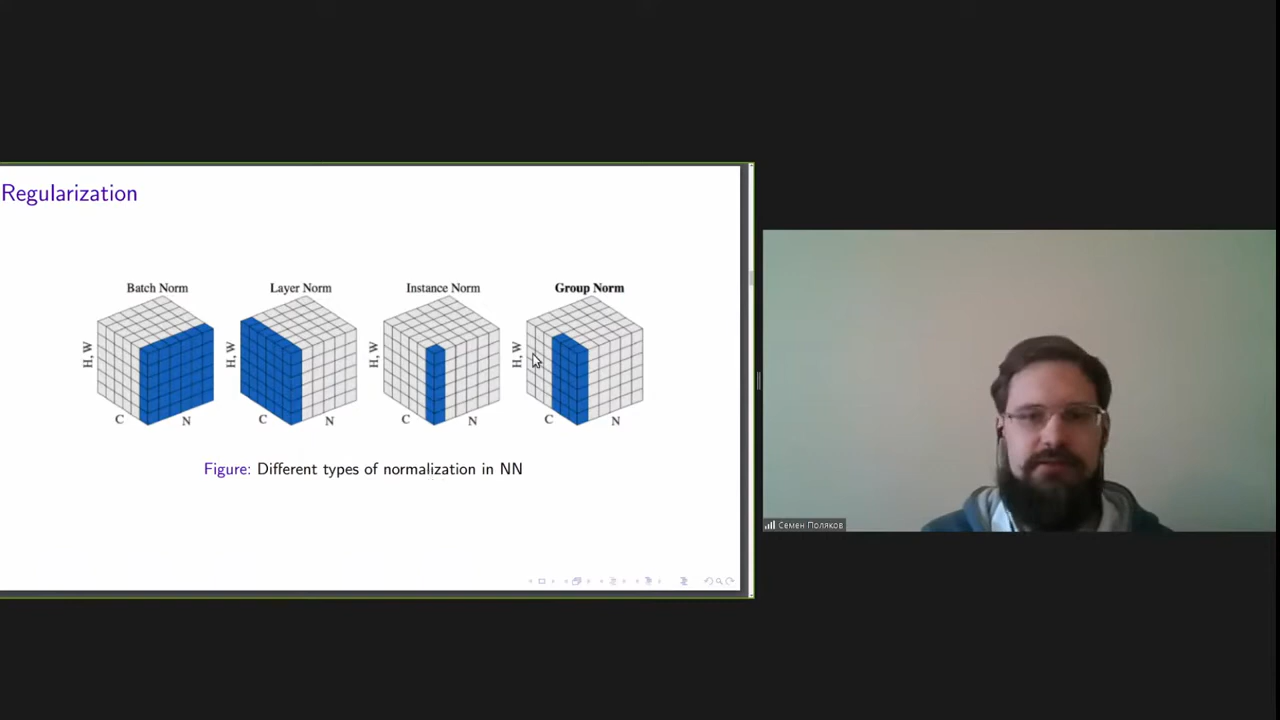 Regularization
Batch Norm
Layer Norm
Instance Norm
Group Norm
H, W
C
N
H, W
C
N
H, W
C
N
H, W
C
N
Figure: Different types of normalization in NN
Семен Поляков